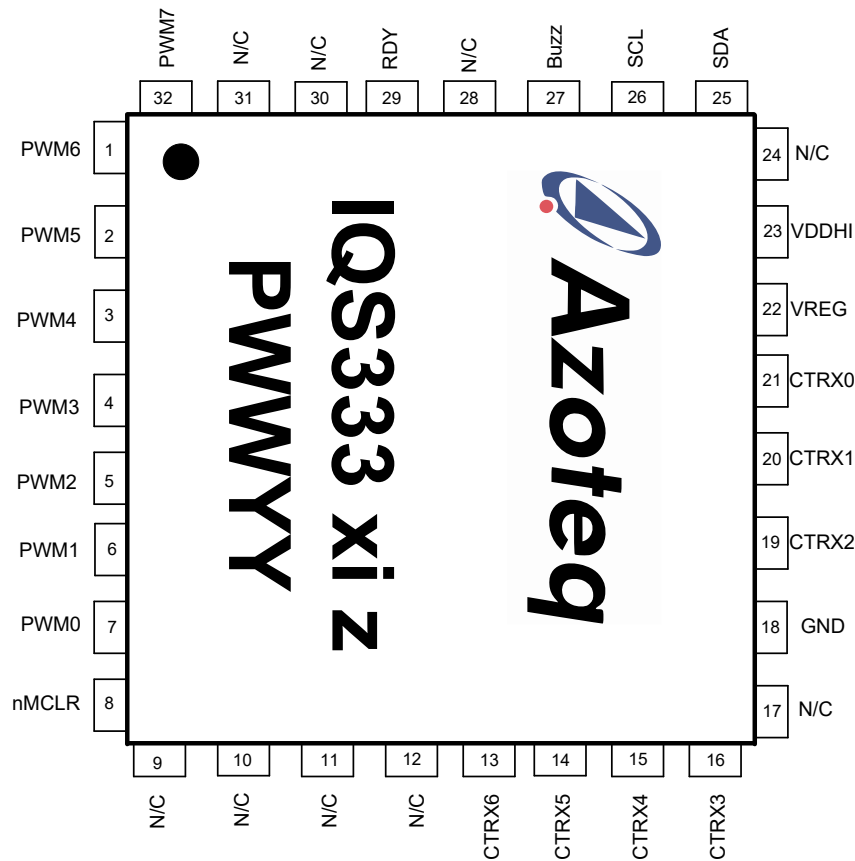 PWM7
N/C
N/C
RDY
N/C
Buzz
SCL
SDA
32
31
30
29
28
27
26
25
PWM6
1
PWM5
2
PWM4
3
PWM3
4
PWM2
5
PWM1
6
PWM0
7
nMCLR
8
Azoteq
IQS333 xi z
PWWYY
24 N/C
23 VDDHI
22 VREG
21 CTRX0
20 CTRX1
19 CTRX2
18 GND
17 N/C
9
10
11
12
13
14
15
16
N/C
N/C
N/C
N/C
CTRX6
CTRX5
CTRX4
CTRX3